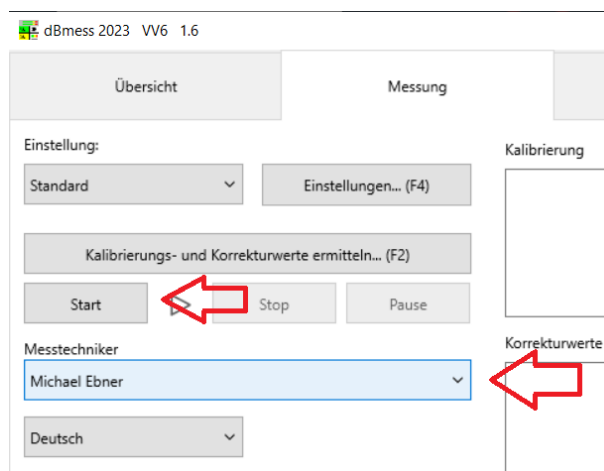 dBmess 2023 VV6 1.6
Übersicht
Messung
Einstellung:
Kalibrierung
Standard
Einstellungen... (F4)
Kalibrierungs- und Korrekturwerte ermitteln... (F2)
Start
Stop
Pause
Messtechniker
Korrekturwerte
Michael Ebner
Deutsch